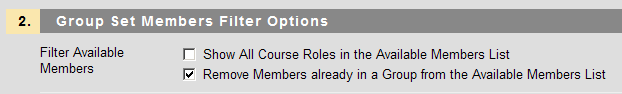 2. Group Set Members Filter Options
Filter Available Members
Show All Course Roles in the Available Members List
Remove Members already in a Group from the Available Members List